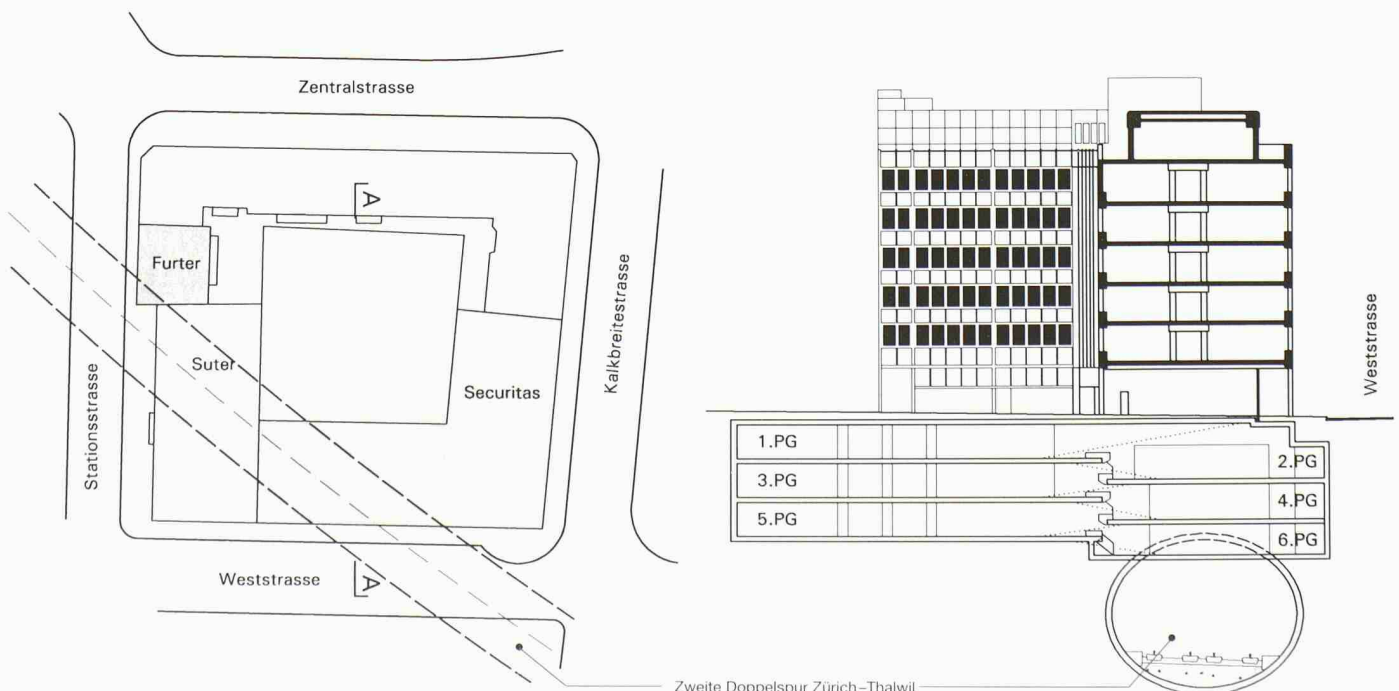 Zentralstrasse
A
Furter
Suter
Securitas
Stationsstrasse
Kalkbreitestrasse
Weststrasse
A
Weststrasse
1.PG
2.PG
3.PG
4.PG
5.PG
6.PG
Zweite Doppelspur Zürich–Thalwil